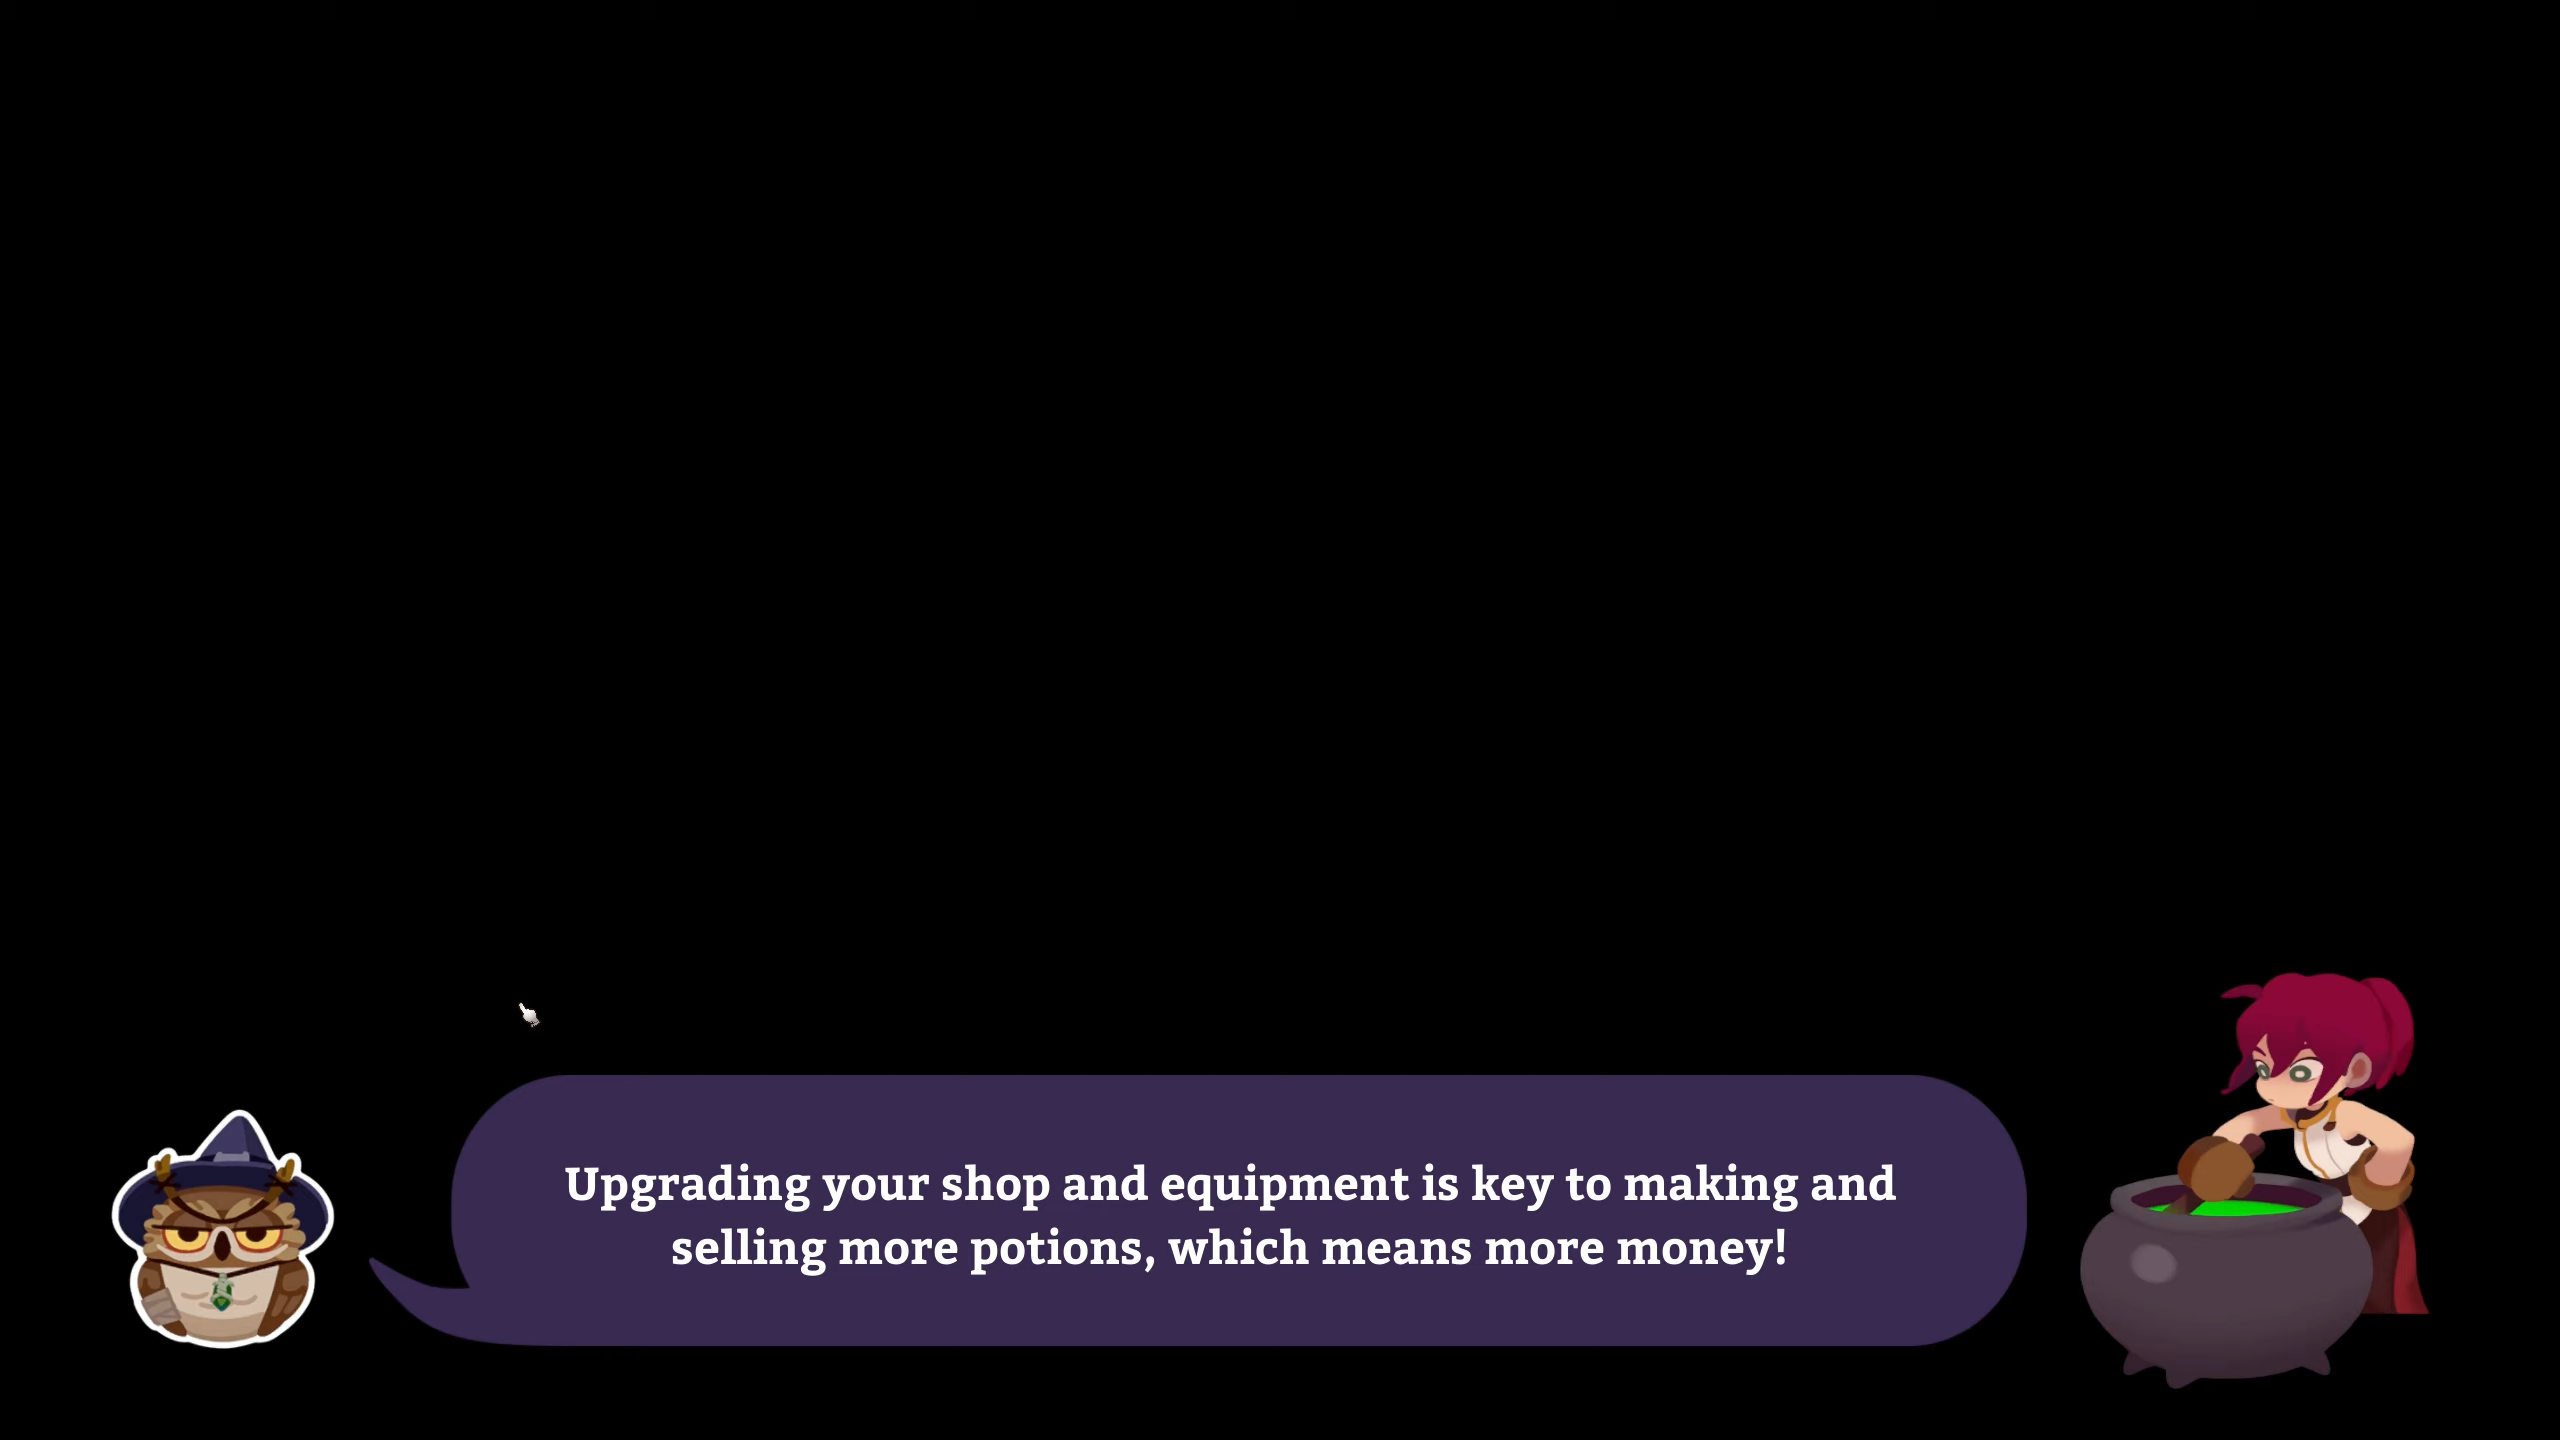 Upgrading your shop and equipment is key to making and
selling more potions, which means more money!